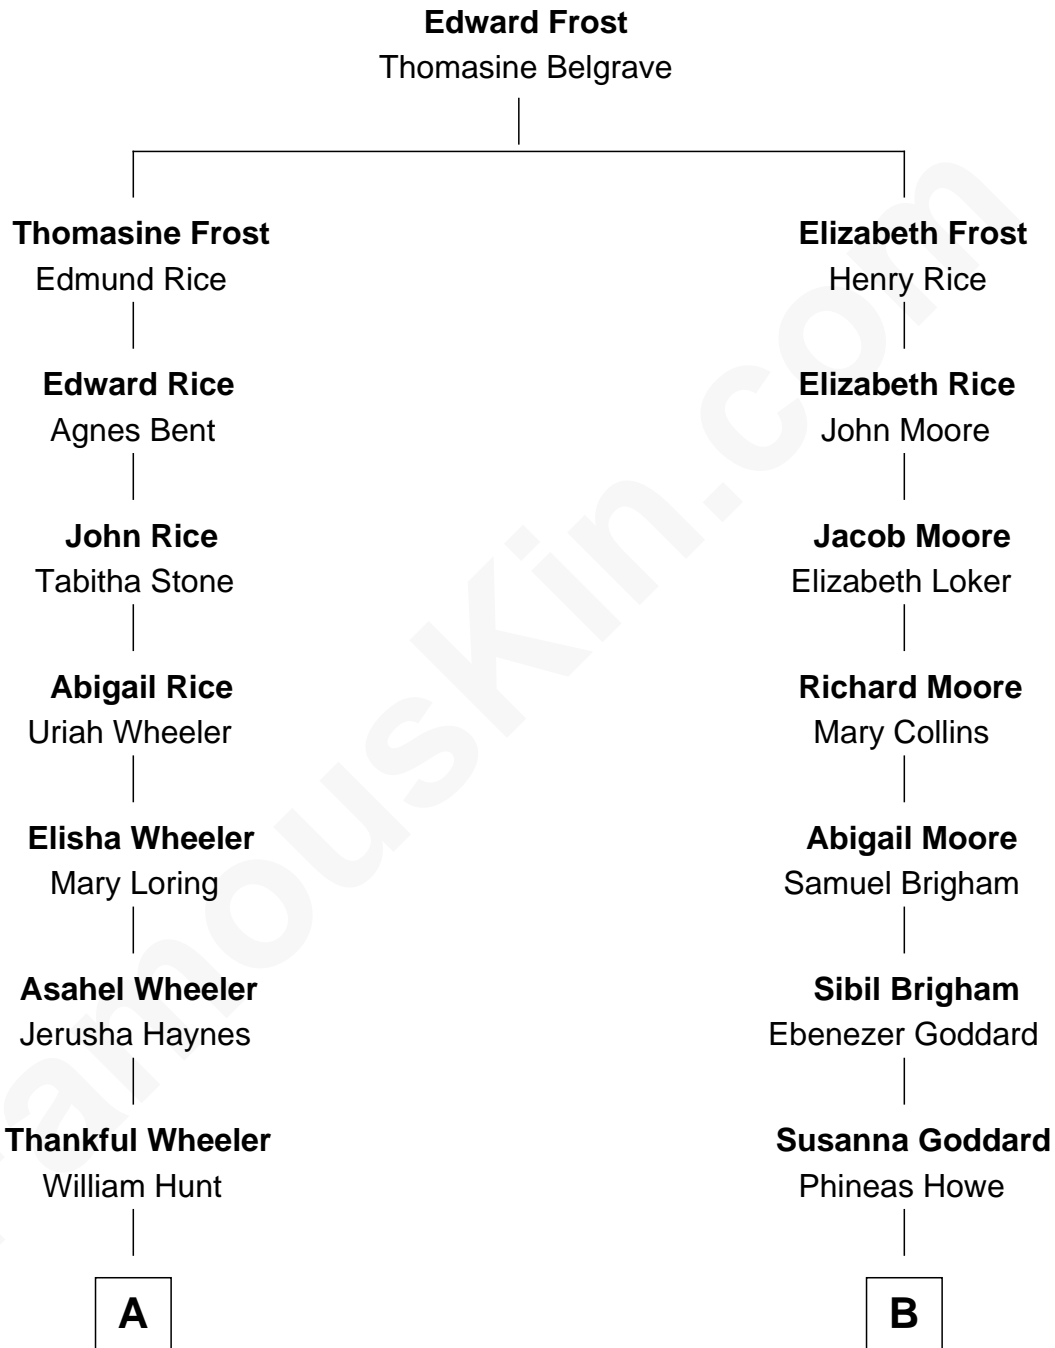 Edward Frost
Thomasine Belgrave
Thomasine Frost
Edmund Rice
Elizabeth Frost
Henry Rice
Edward Rice
Agnes Bent
Elizabeth Rice
John Moore
John Rice
Tabitha Stone
Jacob Moore
Elizabeth Loker
Abigail Rice
Uriah Wheeler
Richard Moore
Mary Collins
Elisha Wheeler
Mary Loring
Abigail Moore
Samuel Brigham
Asahel Wheeler
Jerusha Haynes
Sibil Brigham
Ebenezer Goddard
Thankful Wheeler
William Hunt
Susanna Goddard
Phineas Howe
A
B
FamousKin.com